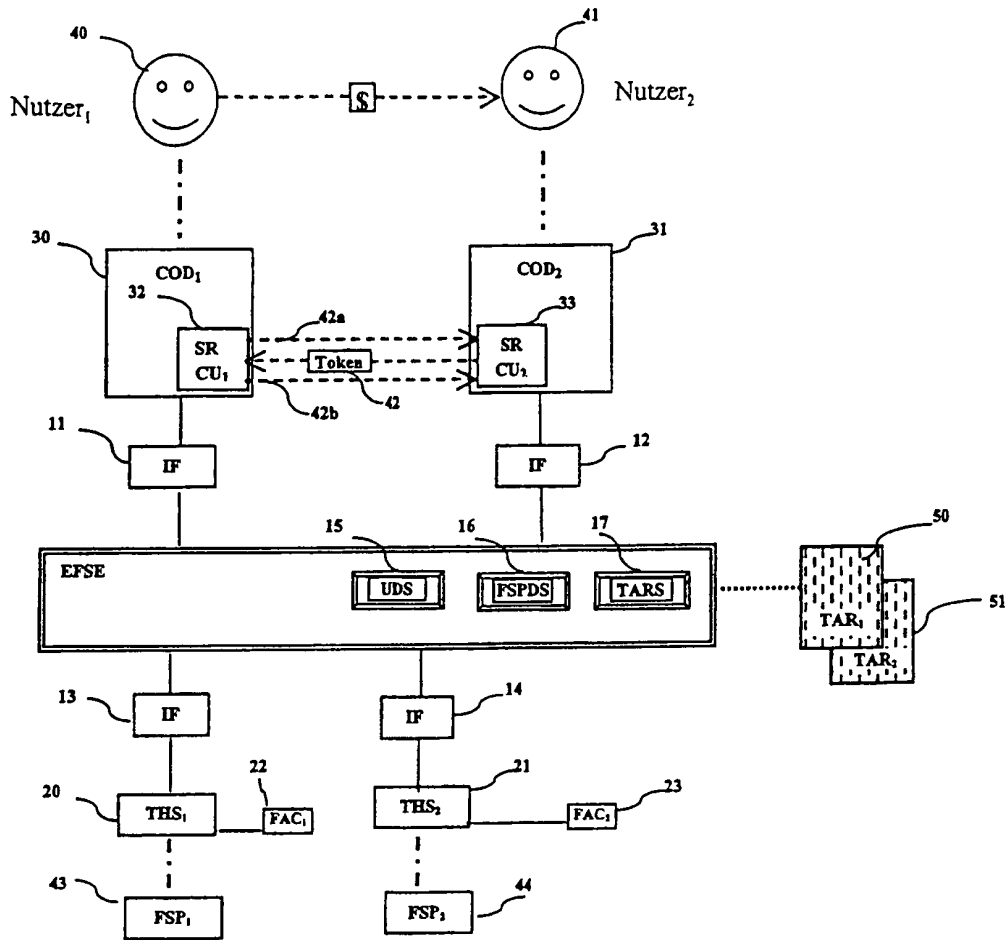 40
41
Nutzer₁
$
Nutzer₂
30
31
COD₁
COD₂
32
33
42a
SR
CU₁
Token
SR
CU₂
42
42b
11
12
IF
IF
15
16
17
50
EFSE
UDS
FSPDS
TARS
TAR₁
51
TAR₂
13
14
IF
IF
20
22
21
23
THS₁
FAC₁
THS₂
FAC₂
43
44
FSP₁
FSP₂